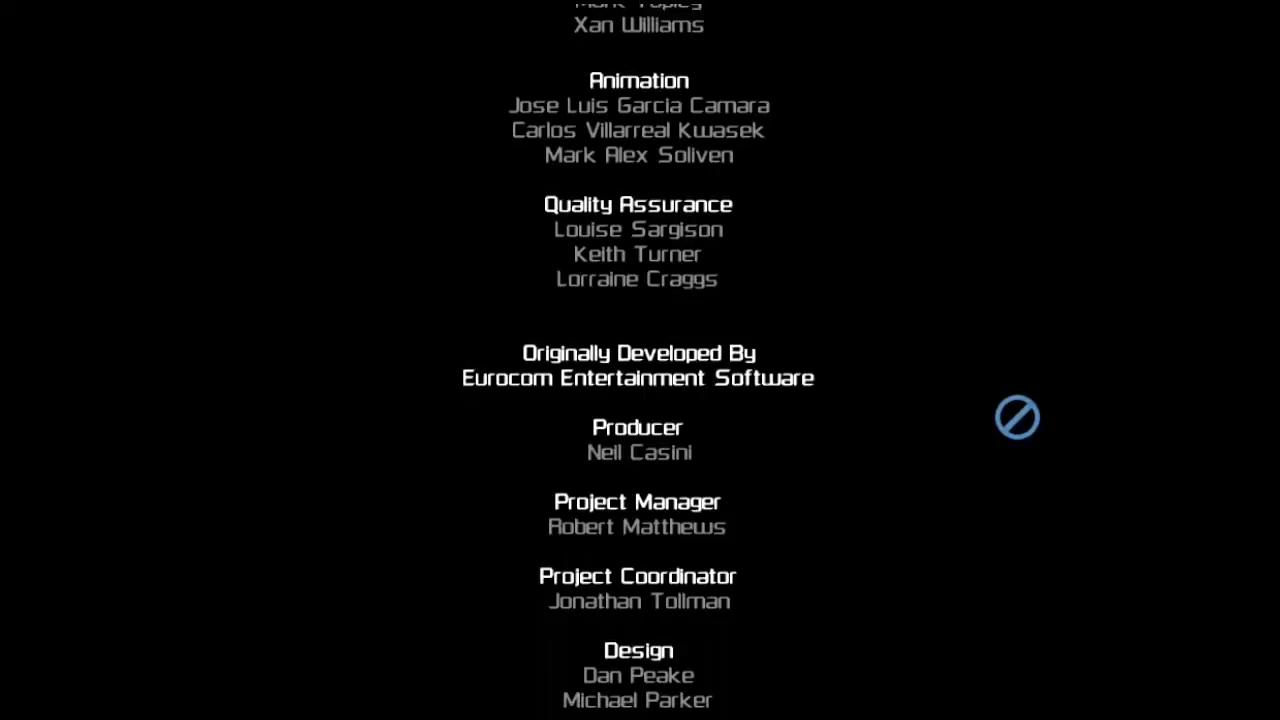 Xan Williams
Animation
Jose Luis Garcia Camara
Carlos Villarreal Kwasek
Mark Alex Soliven
Quality Assurance
Louise Sargison
Keith Turner
Lorraine Craggs
Originally Developed By
Eurocom Entertainment Software
Producer
Neil Casini
Project Manager
Robert Matthews
Project Coordinator
Jonathan Tollman
Design
Dan Peake
Michael Parker